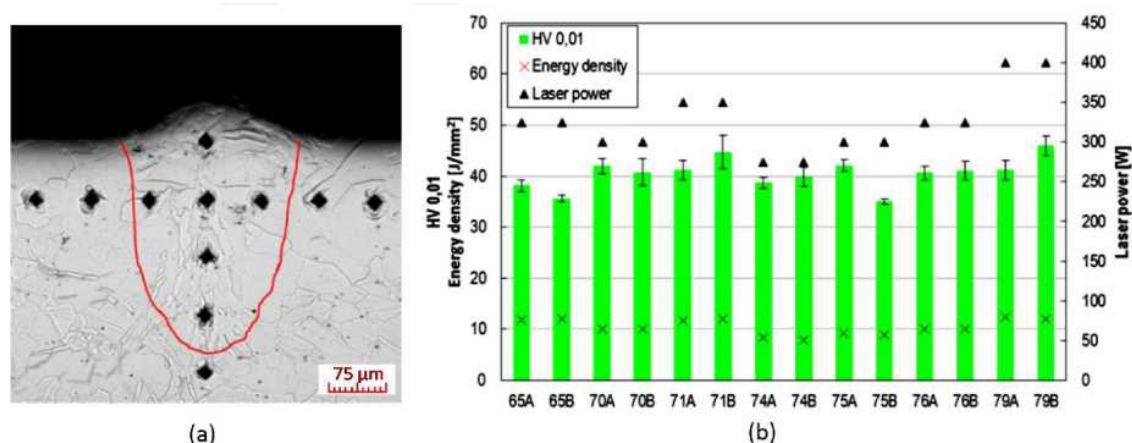 75 µm
(a)
(b)
HV 0,01
Energy density
Laser power
HV 0,01
Energy density [J/mm²]
Laser power [W]
70
60
50
40
30
20
10
0
450
400
350
300
250
200
150
100
50
0
65A 65B 70A 70B 71A 71B 74A 74B 75A 75B 76A 76B 79A 79B